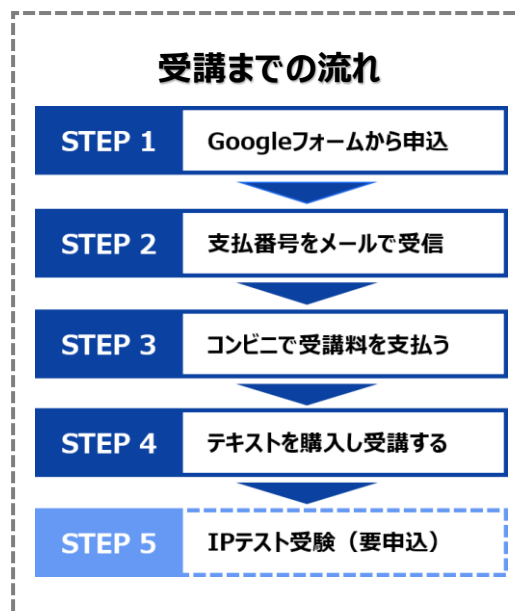 受講までの流れ
STEP 1 Googleフォームから申込
STEP 2 支払番号をメールで受信
STEP 3 コンビニで受講料を支払う
STEP 4 テキストを購入し受講する
STEP 5 IPテスト受験（要申込）